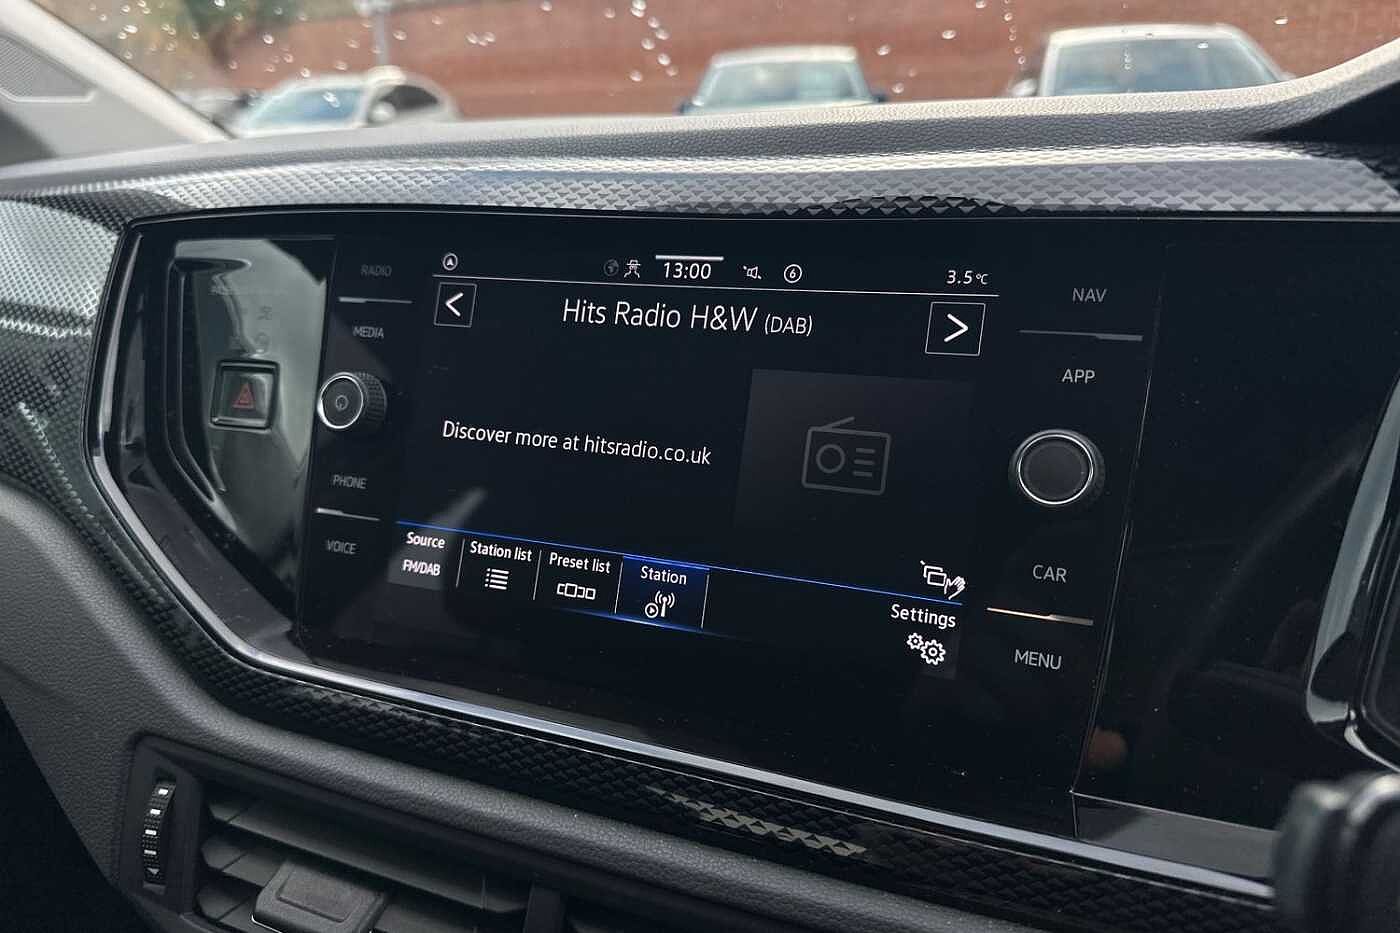 RADIO
MEDIA
PHONE
VOICE
13:00
6
3.5 °C
Hits Radio H&W (DAB)
Discover more at hitsradio.co.uk
Source
FM/DAB
Station list
Preset list
Station
Settings
NAV
APP
CAR
MENU